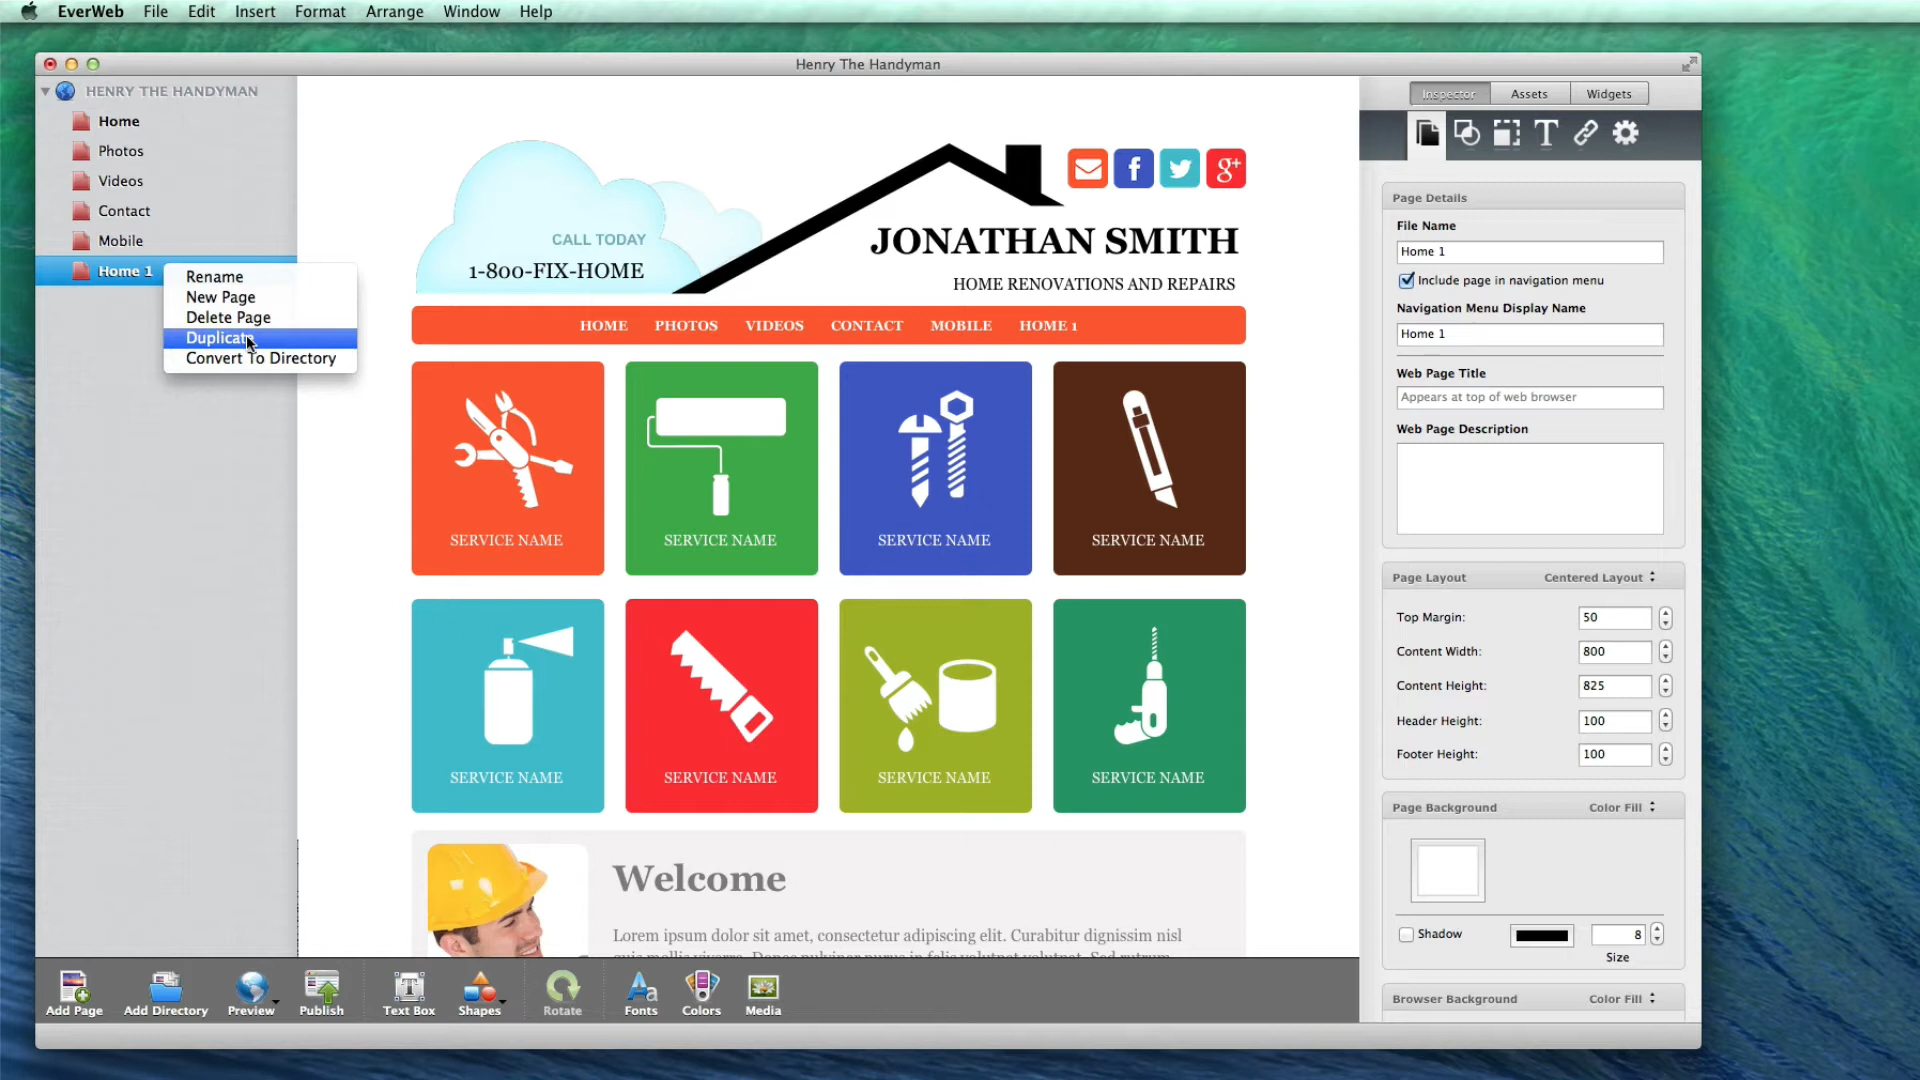 EverWeb File Edit Insert Format Arrange Window Help
Henry The Handyman
HENRY THE HANDYMAN
Home
Photos
Videos
Contact
Mobile
Home 1
Rename
New Page
Delete Page
Duplicate
Convert To Directory
CALL TODAY
1-800-FIX-HOME
f
g+
JONATHAN SMITH
HOME RENOVATIONS AND REPAIRS
HOME PHOTOS VIDEOS CONTACT MOBILE HOME 1
SERVICE NAME SERVICE NAME SERVICE NAME SERVICE NAME
SERVICE NAME SERVICE NAME SERVICE NAME SERVICE NAME
Welcome
Lorem ipsum dolor sit amet, consectetur adipiscing elit. Curabitur dignissim nisl
Inspector Assets Widgets
T
Page Details
File Name
Home 1
Include page in navigation menu
Navigation Menu Display Name
Home 1
Web Page Title
Appears at top of web browser
Web Page Description
Page Layout Centered Layout
Top Margin: 50
Content Width: 800
Content Height: 825
Header Height: 100
Footer Height: 100
Page Background Color Fill
Shadow 8
Size
Browser Background Color Fill
Add Page Add Directory Preview Publish Text Box Shapes Rotate Fonts Colors Media